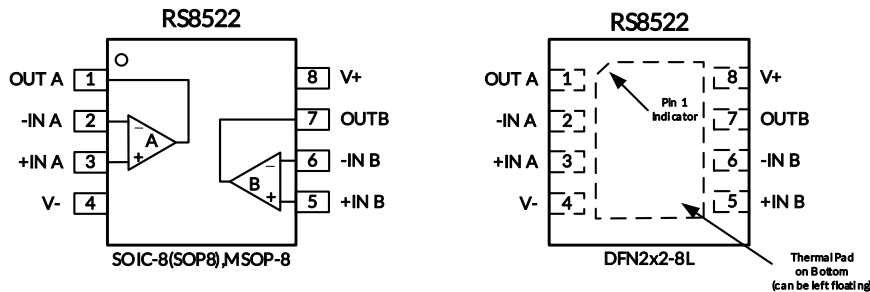 RS8522
OUT A 1
-IN A 2
+IN A 3
V- 4
8 V+
7 OUTB
6 -IN B
5 +IN B
− A +
− B +
SOIC-8(SOP8),MSOP-8
RS8522
OUT A 1
-IN A 2
+IN A 3
V- 4
8 V+
7 OUTB
6 -IN B
5 +IN B
Pin 1
Indicator
DFN2x2-8L
Thermal Pad
on Bottom
(can be left floating)